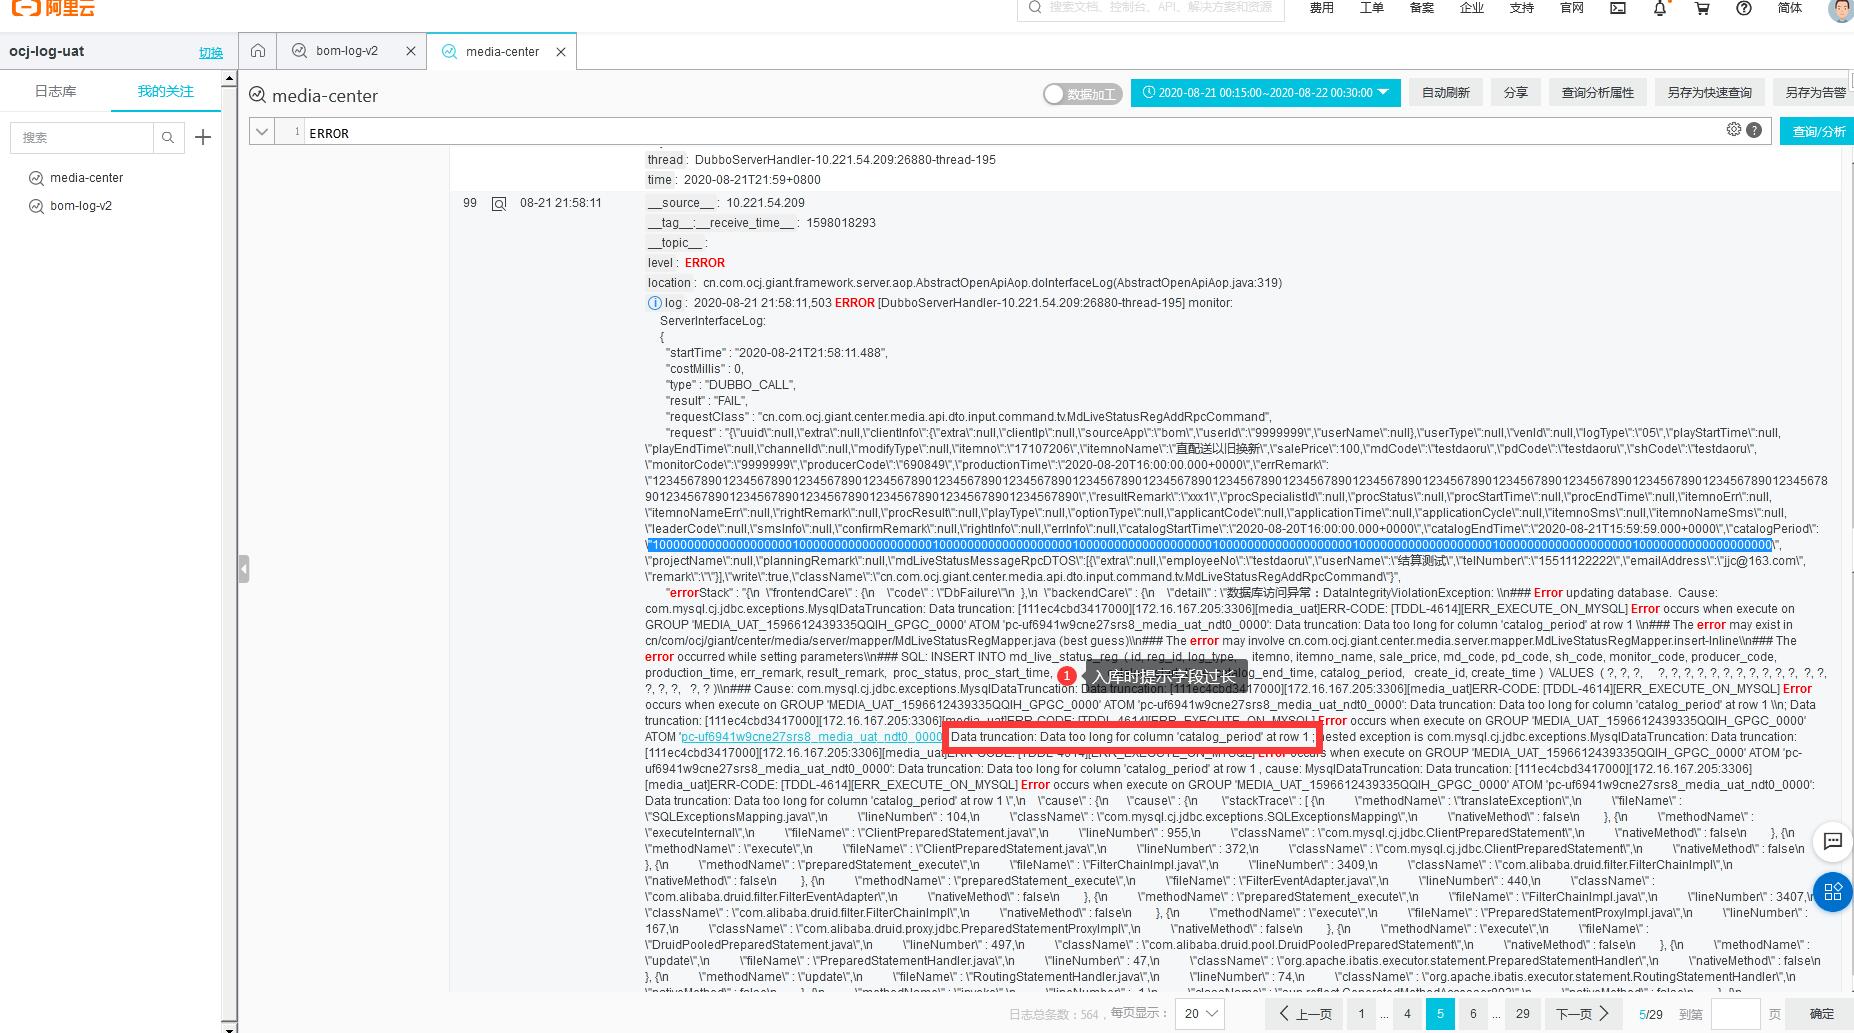 阿里云
搜索文档、控制台、API、解决方案和资源
费用 工单 备案 企业 支持 官网 简体
ocj-log-uat 切换
bom-log-v2
media-center
日志库 我的关注
搜索
media-center
bom-log-v2
media-center
数据加工
2020-08-21 00:15:00~2020-08-22 00:30:00
自动刷新 分享 查询分析属性 另存为快速查询 另存为告警
1 ERROR
查询/分析
thread : DubboServerHandler-10.221.54.209:26880-thread-195
time : 2020-08-21T21:59+0800
99 08-21 21:58:11
__source__ : 10.221.54.209
__tag__:__receive_time__ : 1598018293
__topic__ :
level : ERROR
location : cn.com.ocj.giant.framework.server.aop.AbstractOpenApiAop.doInterfaceLog(AbstractOpenApiAop.java:319)
log : 2020-08-21 21:58:11,503 ERROR [DubboServerHandler-10.221.54.209:26880-thread-195] monitor:
ServerInterfaceLog:
{
"startTime" : "2020-08-21T21:58:11.488",
"costMillis" : 0,
"type" : "DUBBO_CALL",
"result" : "FAIL",
"requestClass" : "cn.com.ocj.giant.center.media.api.dto.input.command.tv.MdLiveStatusRegAddRpcCommand",
"request" : "{\"uuid\":null,\"extra\":null,\"clientInfo\":{\"extra\":null,\"clientIp\":null,\"sourceApp\":\"bom\",\"userId\":\"9999999\",\"userName\":null},\"userType\":null,\"venId\":null,\"logType\":\"05\",\"playStartTime\":null,
\"playEndTime\":null,\"channelId\":null,\"modifyType\":null,\"itemno\":\"17107206\",\"itemnoName\":\"直配送以旧换新\",\"salePrice\":100,\"mdCode\":\"testdaoru\",\"pdCode\":\"testdaoru\",\"shCode\":\"testdaoru\",
\"monitorCode\":\"9999999\",\"producerCode\":\"690849\",\"productionTime\":\"2020-08-20T16:00:00.000+0000\",\"errRemark\":
\"resultRemark\":\"xxx1\",\"procSpecialistId\":null,\"procStatus\":null,\"procStartTime\":null,\"procEndTime\":null,\"itemnoErr\":null,
\"itemnoNameErr\":null,\"rightRemark\":null,\"procResult\":null,\"playType\":null,\"optionType\":null,\"applicantCode\":null,\"applicationTime\":null,\"applicationCycle\":null,\"itemnoSms\":null,\"itemnoNameSms\":null,
\"leaderCode\":null,\"smsInfo\":null,\"confirmRemark\":null,\"rightInfo\":null,\"errInfo\":null,\"catalogStartTime\":\"2020-08-20T16:00:00.000+0000\",\"catalogEndTime\":\"2020-08-21T15:59:59.000+0000\",\"catalogPeriod\":
\"projectName\":null,\"planningRemark\":null,\"mdLiveStatusMessageRpcDTOS\":[{\"extra\":null,\"employeeNo\":\"testdaoru\",\"userName\":\"结算测试\",\"telNumber\":\"15511122222\",\"emailAddress\":\"jjc@163.com\",
\"remark\":\"\"}],\"write\":true,\"className\":\"cn.com.ocj.giant.center.media.api.dto.input.command.tv.MdLiveStatusRegAddRpcCommand\"}",
"errorStack" : "{\n \"frontendCare\" : {\n \"code\" : \"DbFailure\"\n },\n \"backendCare\" : {\n \"detail\" : \"数据库访问异常：DataIntegrityViolationException: \\n### Error updating database. Cause:
com.mysql.cj.jdbc.exceptions.MysqlDataTruncation: Data truncation: [111ec4cbd3417000][172.16.167.205:3306][media_uat]ERR-CODE: [TDDL-4614][ERR_EXECUTE_ON_MYSQL] Error occurs when execute on
GROUP 'MEDIA_UAT_1596612439335QQIH_GPGC_0000' ATOM 'pc-uf6941w9cne27srs8_media_uat_ndt0_0000': Data truncation: Data too long for column 'catalog_period' at row 1 \\n### The error may exist in
cn/com/ocj/giant/center/media/server/mapper/MdLiveStatusRegMapper.java (best guess)\\n### The error may involve cn.com.ocj.giant.center.media.server.mapper.MdLiveStatusRegMapper.insert-Inline\\n### The
error occurred while setting parameters\\n### SQL: INSERT INTO md_live_status_reg ( id, reg_id, log_type, itemno, itemno_name, sale_price, md_code, pd_code, sh_code, monitor_code, producer_code,
production_time, err_remark, result_remark, proc_status, proc_start_time, end_time, catalog_period, create_id, create_time ) VALUES ( ?, ?, ?, ?, ?, ?, ?, ?, ?, ?, ?, ?, ?, ?, ?, ?, ?,
?, ?, ?, ?, ? )\\n### Cause: com.mysql.cj.jdbc.exceptions.MysqlDataTruncation: Data truncation: [111ec4cbd3417000][172.16.167.205:3306][media_uat]ERR-CODE: [TDDL-4614][ERR_EXECUTE_ON_MYSQL] Error
1 入库时提示字段过长
occurs when execute on GROUP 'MEDIA_UAT_1596612439335QQIH_GPGC_0000' ATOM 'pc-uf6941w9cne27srs8_media_uat_ndt0_0000': Data truncation: Data too long for column 'catalog_period' at row 1 \\n; Data
truncation: [111ec4cbd3417000][172.16.167.205:3306][media_uat]ERR-CODE: [TDDL-4614][ERR_EXECUTE_ON_MYSQL] Error occurs when execute on GROUP 'MEDIA_UAT_1596612439335QQIH_GPGC_0000'
ATOM 'pc-uf6941w9cne27srs8_media_uat_ndt0_0000 Data truncation: Data too long for column 'catalog_period' at row 1 ; nested exception is com.mysql.cj.jdbc.exceptions.MysqlDataTruncation: Data truncation:
[111ec4cbd3417000][172.16.167.205:3306][media_uat]ERR-CODE: [TDDL-4614][ERR_EXECUTE_ON_MYSQL] Error occurs when execute on GROUP 'MEDIA_UAT_1596612439335QQIH_GPGC_0000' ATOM 'pc-
uf6941w9cne27srs8_media_uat_ndt0_0000': Data truncation: Data too long for column 'catalog_period' at row 1 , cause: MysqlDataTruncation: Data truncation: [111ec4cbd3417000][172.16.167.205:3306]
[media_uat]ERR-CODE: [TDDL-4614][ERR_EXECUTE_ON_MYSQL] Error occurs when execute on GROUP 'MEDIA_UAT_1596612439335QQIH_GPGC_0000' ATOM 'pc-uf6941w9cne27srs8_media_uat_ndt0_0000':
Data truncation: Data too long for column 'catalog_period' at row 1 \",\n \"cause\" : {\n \"cause\" : {\n \"stackTrace\" : [ {\n \"methodName\" : \"translateException\",\n \"fileName\" :
\"SQLExceptionsMapping.java\",\n \"lineNumber\" : 104,\n \"className\" : \"com.mysql.cj.jdbc.exceptions.SQLExceptionsMapping\",\n \"nativeMethod\" : false\n }, {\n \"methodName\" :
\"executeInternal\",\n \"fileName\" : \"ClientPreparedStatement.java\",\n \"lineNumber\" : 955,\n \"className\" : \"com.mysql.cj.jdbc.ClientPreparedStatement\",\n \"nativeMethod\" : false\n }, {\n
\"methodName\" : \"execute\",\n \"fileName\" : \"ClientPreparedStatement.java\",\n \"lineNumber\" : 372,\n \"className\" : \"com.mysql.cj.jdbc.ClientPreparedStatement\",\n \"nativeMethod\" : false\n
}, {\n \"methodName\" : \"preparedStatement_execute\",\n \"fileName\" : \"FilterChainImpl.java\",\n \"lineNumber\" : 3409,\n \"className\" : \"com.alibaba.druid.filter.FilterChainImpl\",\n
\"nativeMethod\" : false\n }, {\n \"methodName\" : \"preparedStatement_execute\",\n \"fileName\" : \"FilterEventAdapter.java\",\n \"lineNumber\" : 440,\n \"className\" :
\"com.alibaba.druid.filter.FilterEventAdapter\",\n \"nativeMethod\" : false\n }, {\n \"methodName\" : \"preparedStatement_execute\",\n \"fileName\" : \"FilterChainImpl.java\",\n \"lineNumber\" : 3407,\n
\"className\" : \"com.alibaba.druid.filter.FilterChainImpl\",\n \"nativeMethod\" : false\n }, {\n \"methodName\" : \"execute\",\n \"fileName\" : \"PreparedStatementProxyImpl.java\",\n \"lineNumber\" :
167,\n \"className\" : \"com.alibaba.druid.proxy.jdbc.PreparedStatementProxyImpl\",\n \"nativeMethod\" : false\n }, {\n \"methodName\" : \"execute\",\n \"fileName\" :
\"DruidPooledPreparedStatement.java\",\n \"lineNumber\" : 497,\n \"className\" : \"com.alibaba.druid.pool.DruidPooledPreparedStatement\",\n \"nativeMethod\" : false\n }, {\n \"methodName\" :
\"update\",\n \"fileName\" : \"PreparedStatementHandler.java\",\n \"lineNumber\" : 47,\n \"className\" : \"org.apache.ibatis.executor.statement.PreparedStatementHandler\",\n \"nativeMethod\" : false\n
}, {\n \"methodName\" : \"update\",\n \"fileName\" : \"RoutingStatementHandler.java\",\n \"lineNumber\" : 74,\n \"className\" : \"org.apache.ibatis.executor.statement.RoutingStatementHandler\",\n
日志总条数：564，每页显示： 20 上一页 1 ... 4 5 6 ... 29 下一页 5/29 到第 页 确定